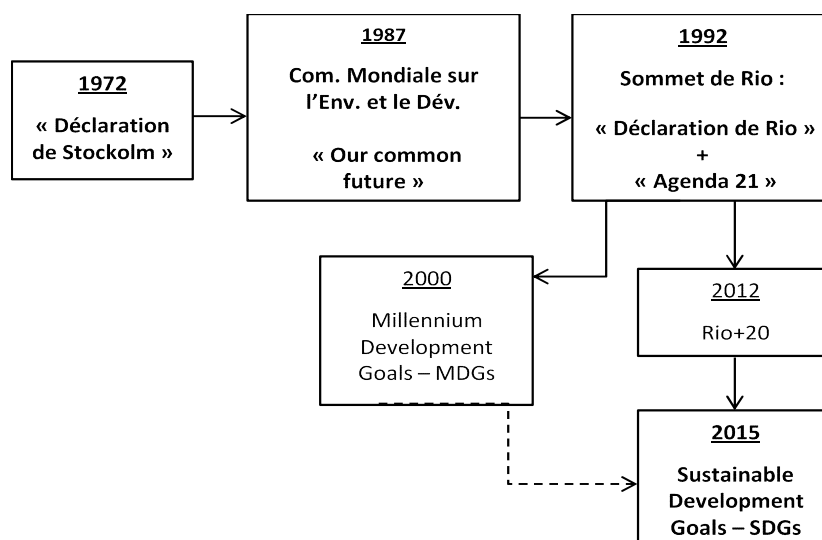 1972
« Déclaration
de Stockolm »
1987
Com. Mondiale sur
l’Env. et le Dév.
« Our common
future »
1992
Sommet de Rio :
« Déclaration de Rio »
+
« Agenda 21 »
2000
Millennium
Development
Goals – MDGs
2012
Rio+20
2015
Sustainable
Development
Goals – SDGs